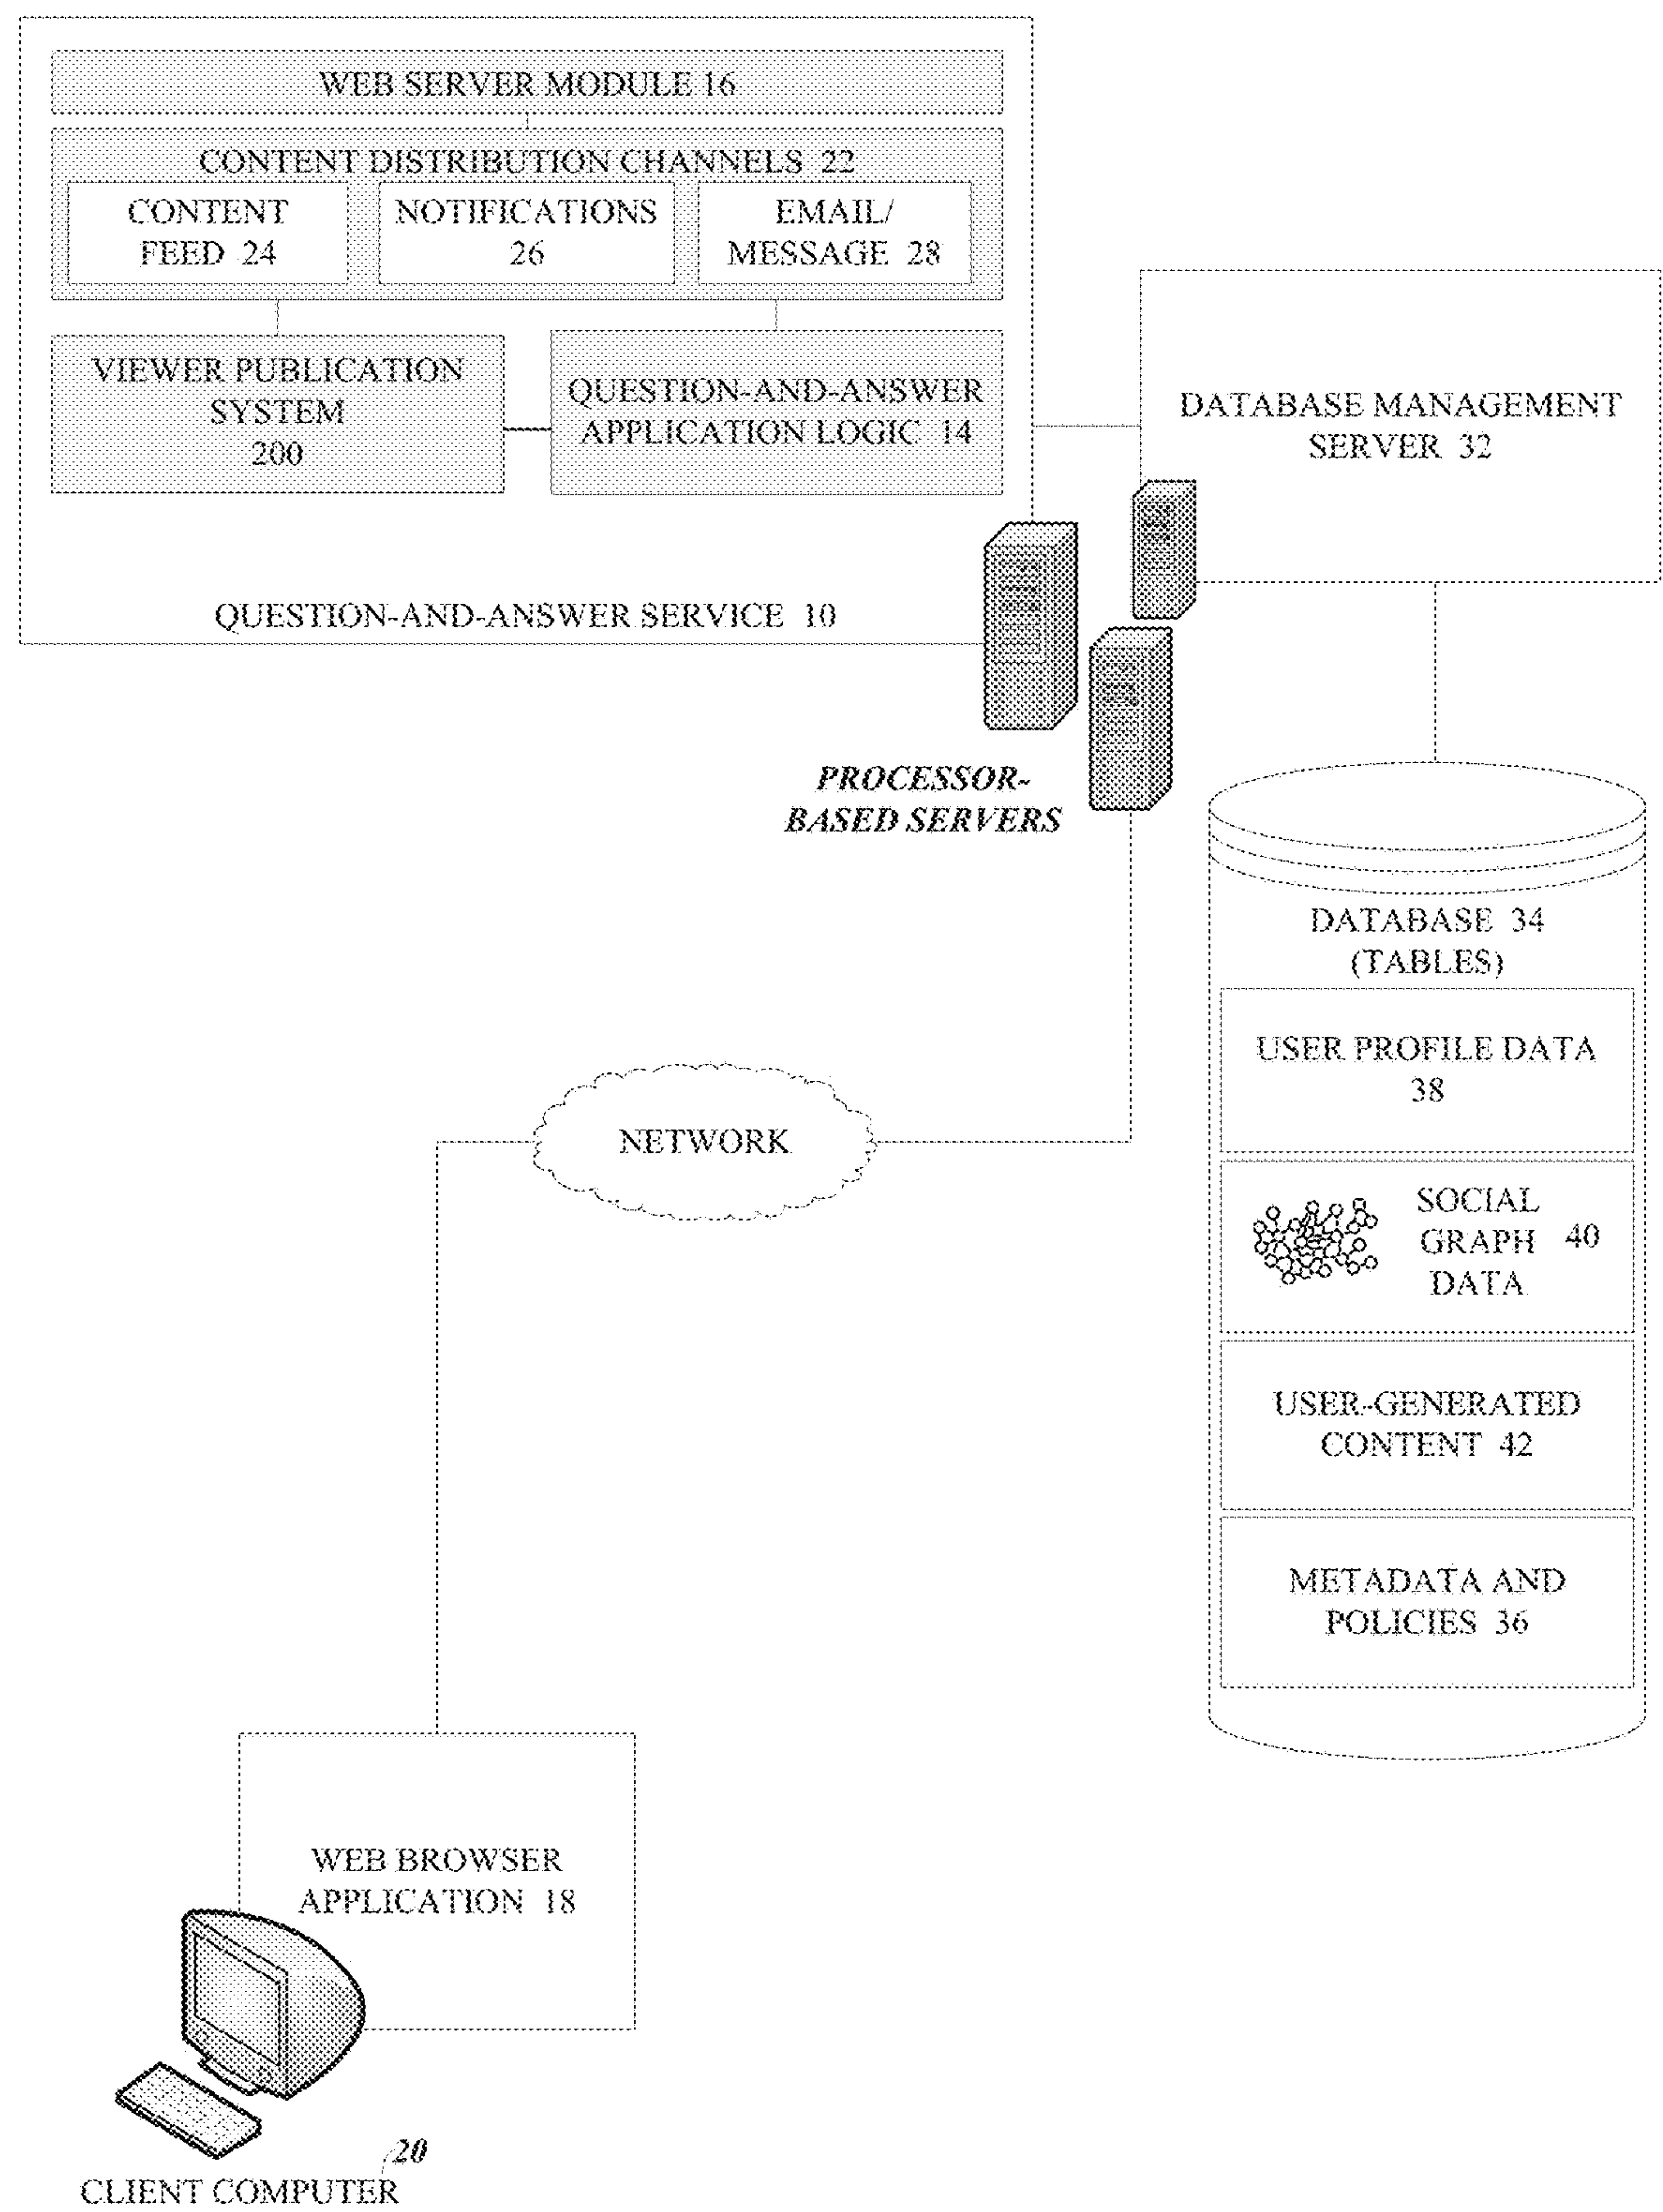 WEB SERVER MODULE 16
CONTENT DISTRIBUTION CHANNELS 22
CONTENT
FEED 24
NOTIFICATIONS
26
EMAIL/
MESSAGE 28
VIEWER PUBLICATION
SYSTEM
200
QUESTION-AND-ANSWER
APPLICATION LOGIC 14
QUESTION-AND-ANSWER SERVICE 10
DATABASE MANAGEMENT
SERVER 32
PROCESSOR-
BASED SERVERS
DATABASE 34
(TABLES)
USER PROFILE DATA
38
SOCIAL
GRAPH 40
DATA
USER-GENERATED
CONTENT 42
METADATA AND
POLICIES 36
NETWORK
WEB BROWSER
APPLICATION 18
20
CLIENT COMPUTER